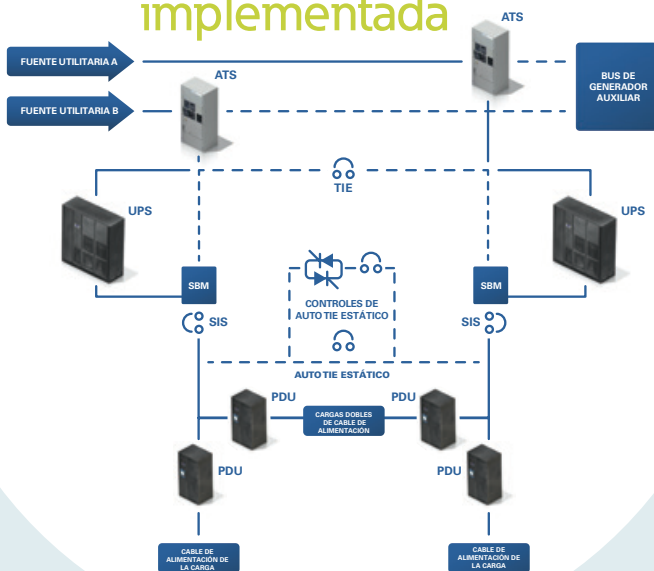 implementada
ATS
FUENTE UTILITARIA A
ATS
BUS DE
GENERADOR
AUXILIAR
FUENTE UTILITARIA B
TIE
UPS
UPS
SBM
SBM
CONTROLES DE
AUTO TIE ESTÁTICO
SIS
SIS
AUTO TIE ESTÁTICO
PDU
PDU
CARGAS DOBLES
DE CABLE DE
ALIMENTACIÓN
PDU
PDU
CABLE DE
ALIMENTACIÓN DE
LA CARGA
CABLE DE
ALIMENTACIÓN DE
LA CARGA